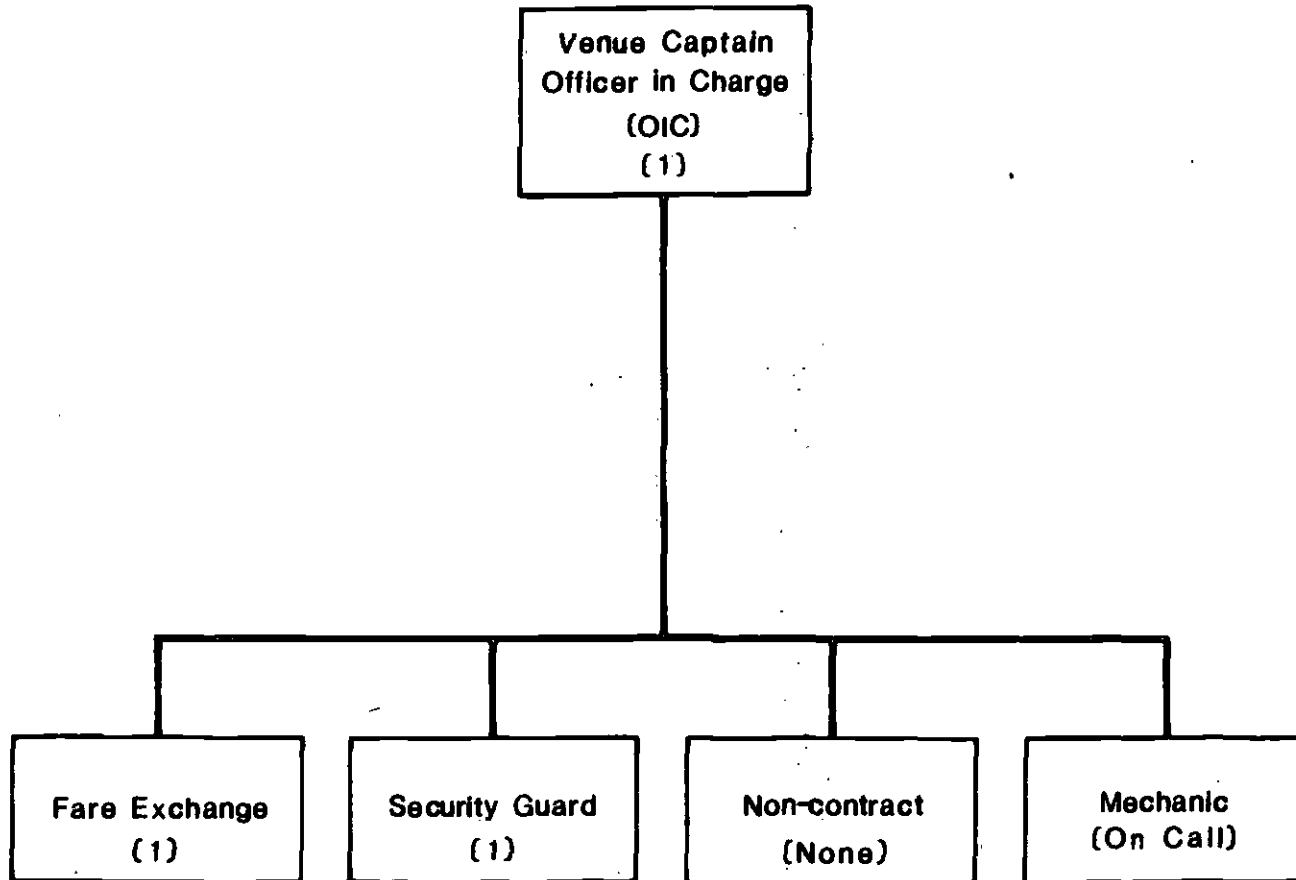 Venue Captain
Officer in Charge
(OIC)
(1)
Fare Exchange
(1)
Security Guard
(1)
Non-contract
(None)
Mechanic
(On Call)